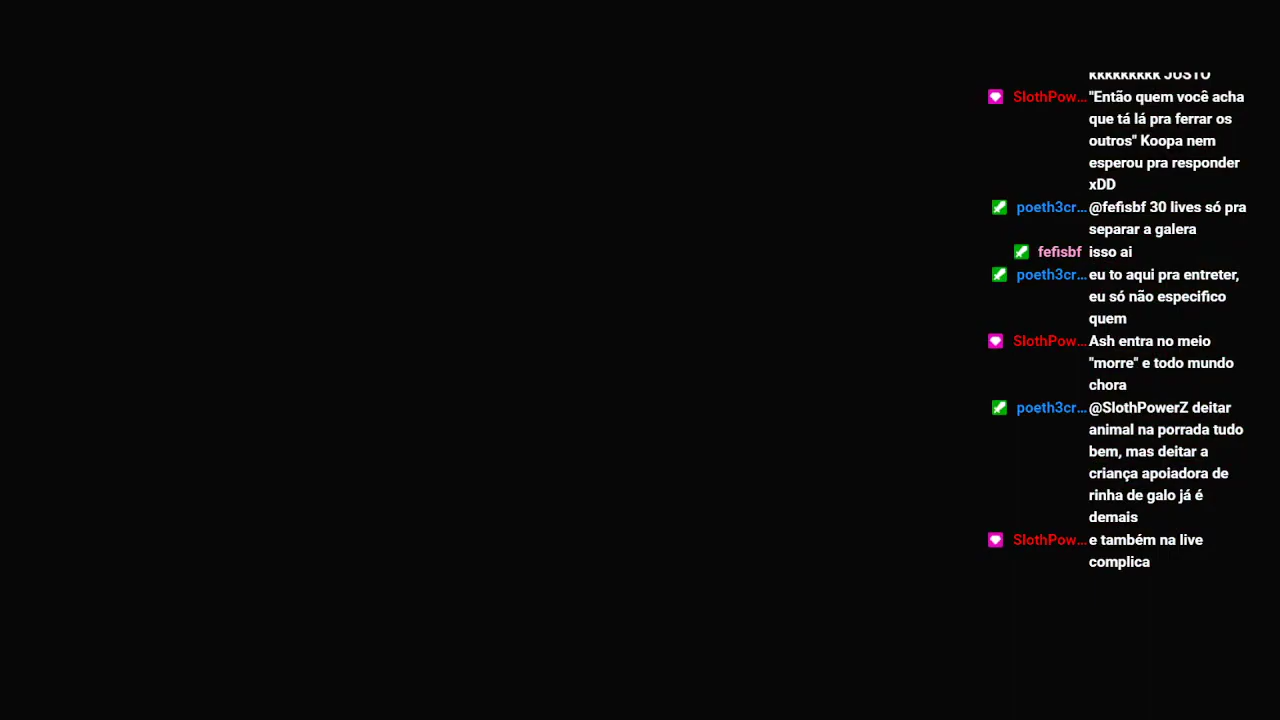 kkkkkkkkk JUSTO
SlothPow... "Então quem você acha
que tá lá pra ferrar os
outros" Koopa nem
esperou pra responder
xDD
poeth3cr... @fefisbf 30 lives só pra
separar a galera
fefisbf isso ai
poeth3cr... eu to aqui pra entreter,
eu só não especifico
quem
SlothPow... Ash entra no meio
"morre" e todo mundo
chora
poeth3cr... @SlothPowerZ deitar
animal na porrada tudo
bem, mas deitar a
criança apoiadora de
rinha de galo já é
demais
SlothPow... e também na live
complica